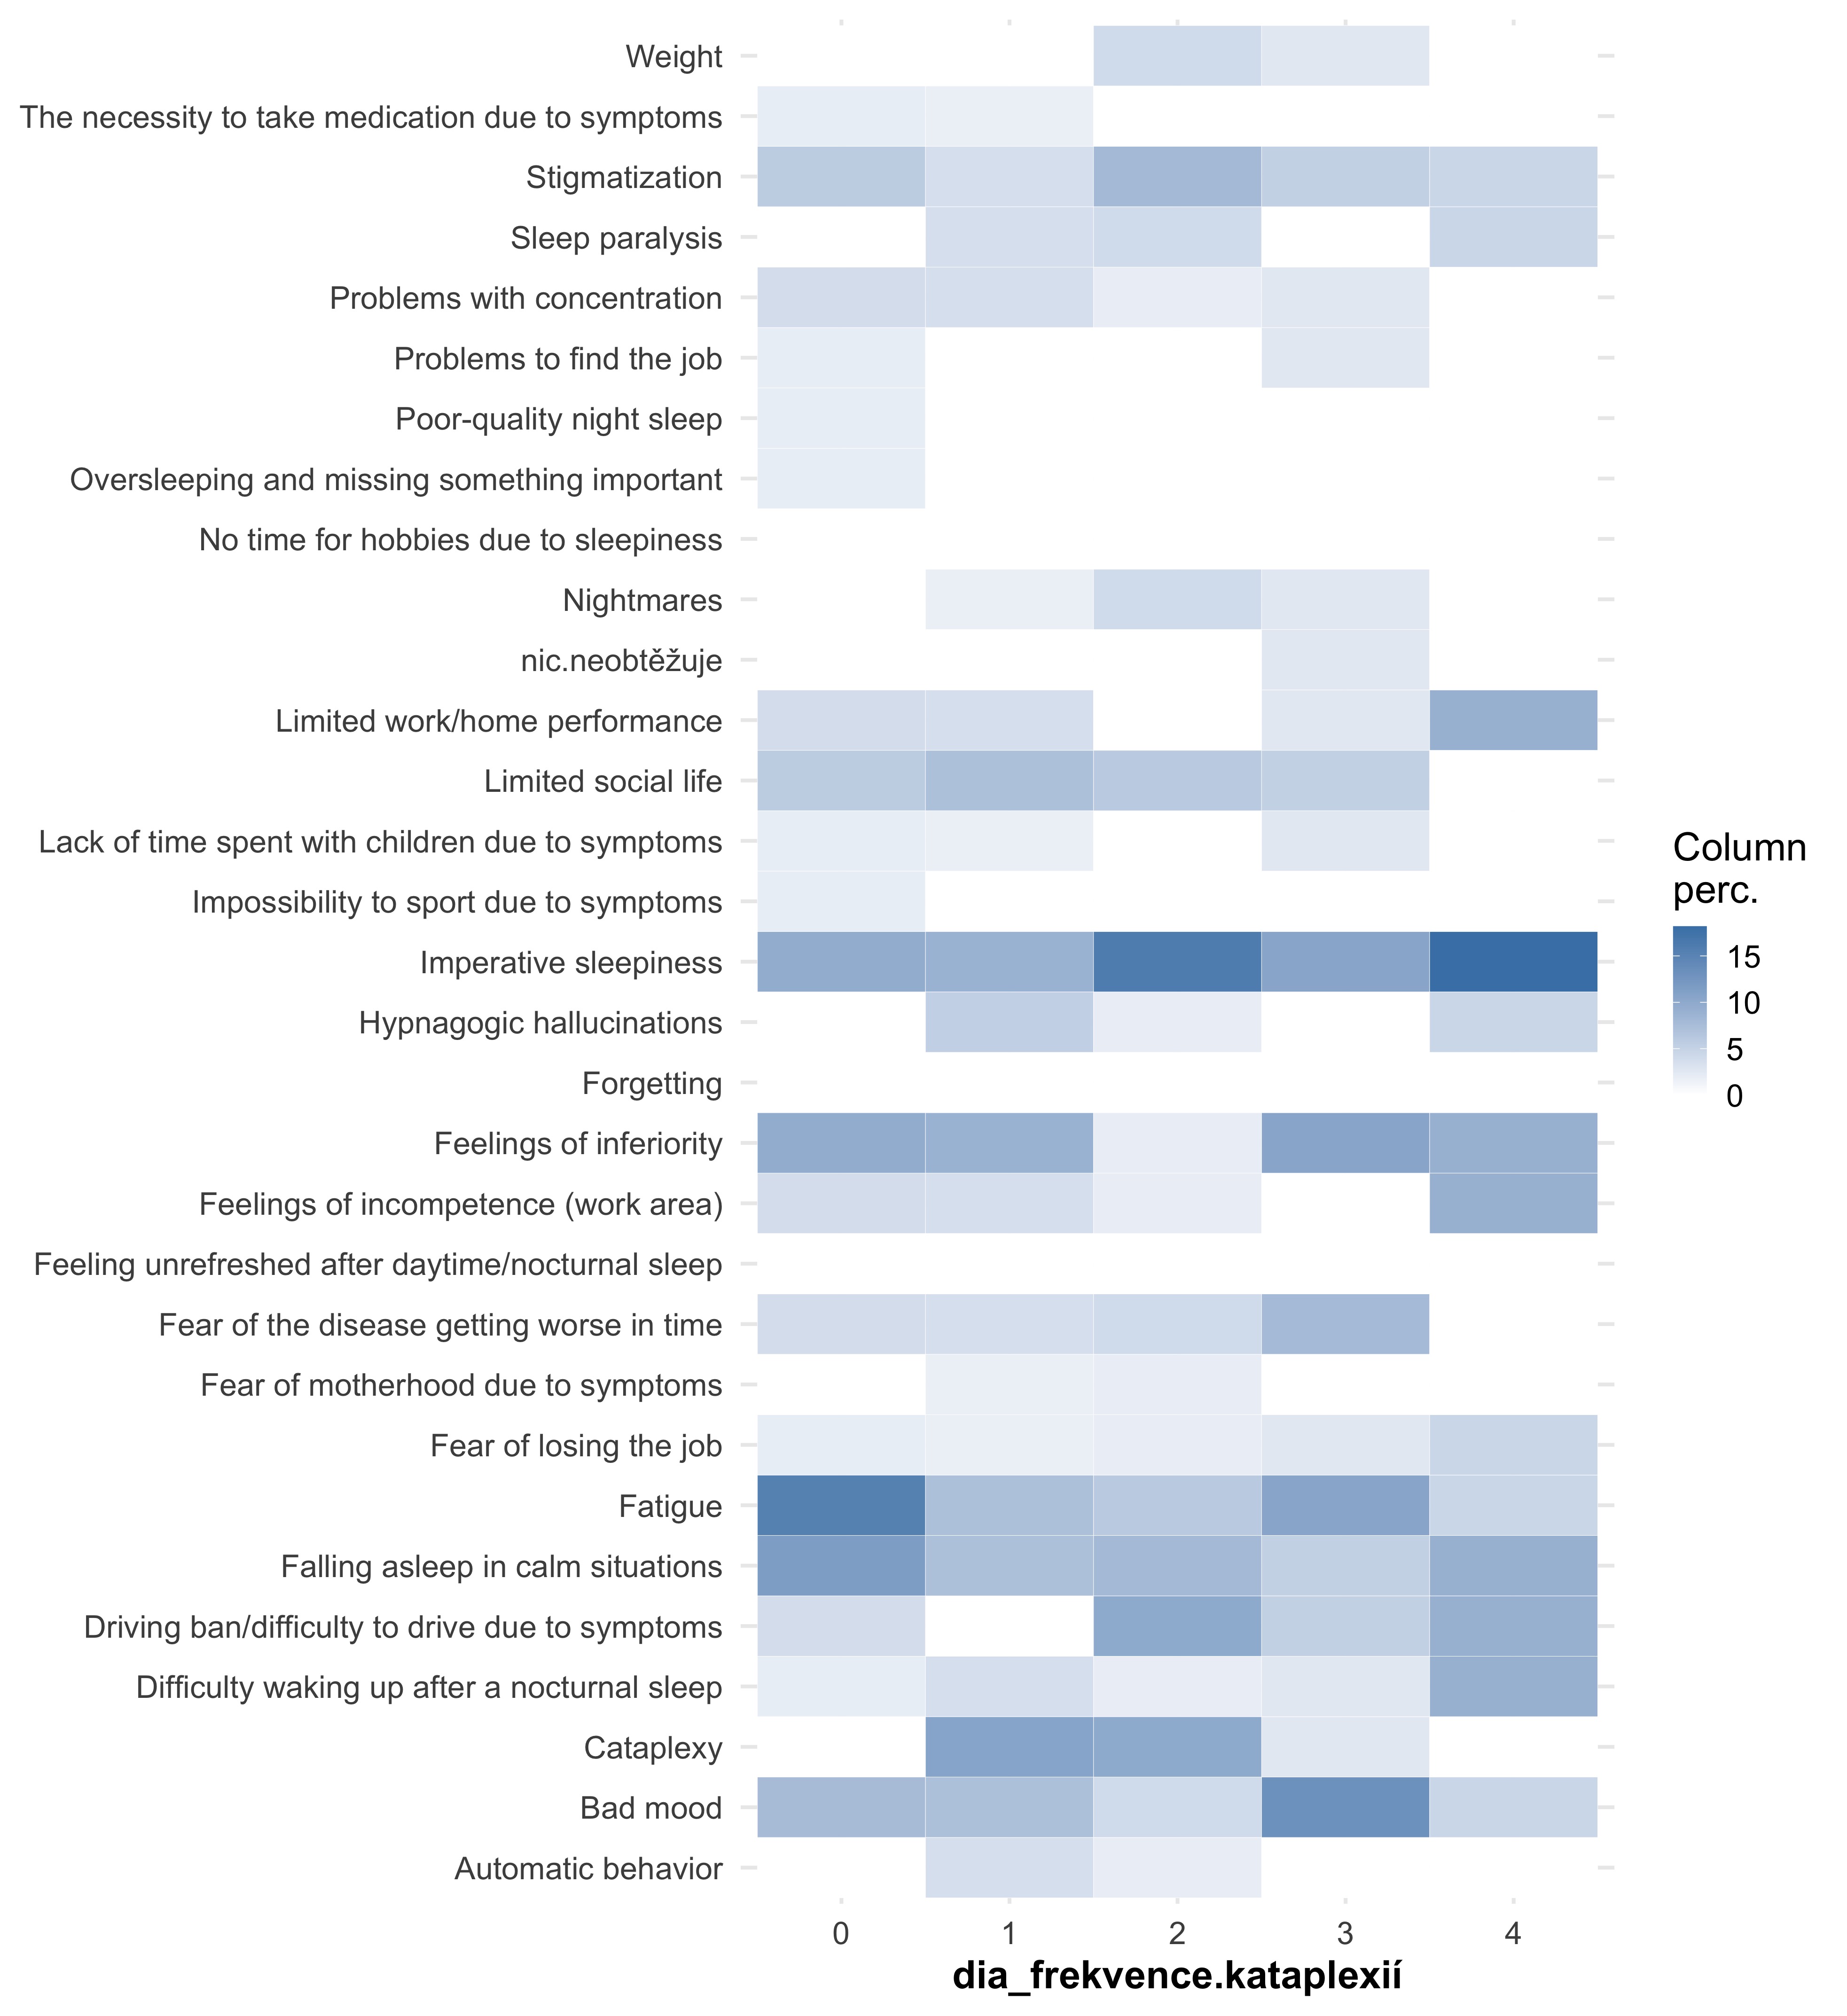 Weight
The necessity to take medication due to symptoms
Stigmatization
Sleep paralysis
Problems with concentration
Problems to find the job
Poor-quality night sleep
Oversleeping and missing something important
No time for hobbies due to sleepiness
Nightmares
nic.neobtěžuje
Limited work/home performance
Limited social life
Lack of time spent with children due to symptoms
Impossibility to sport due to symptoms
Imperative sleepiness
Hypnagogic hallucinations
Forgetting
Feelings of inferiority
Feelings of incompetence (work area)
Feeling unrefreshed after daytime/nocturnal sleep
Fear of the disease getting worse in time
Fear of motherhood due to symptoms
Fear of losing the job
Fatigue
Falling asleep in calm situations
Driving ban/difficulty to drive due to symptoms
Difficulty waking up after a nocturnal sleep
Cataplexy
Bad mood
Automatic behavior
0 1 2 3 4
dia_frekvence.kataplexií
Column
perc.
15
10
5
0